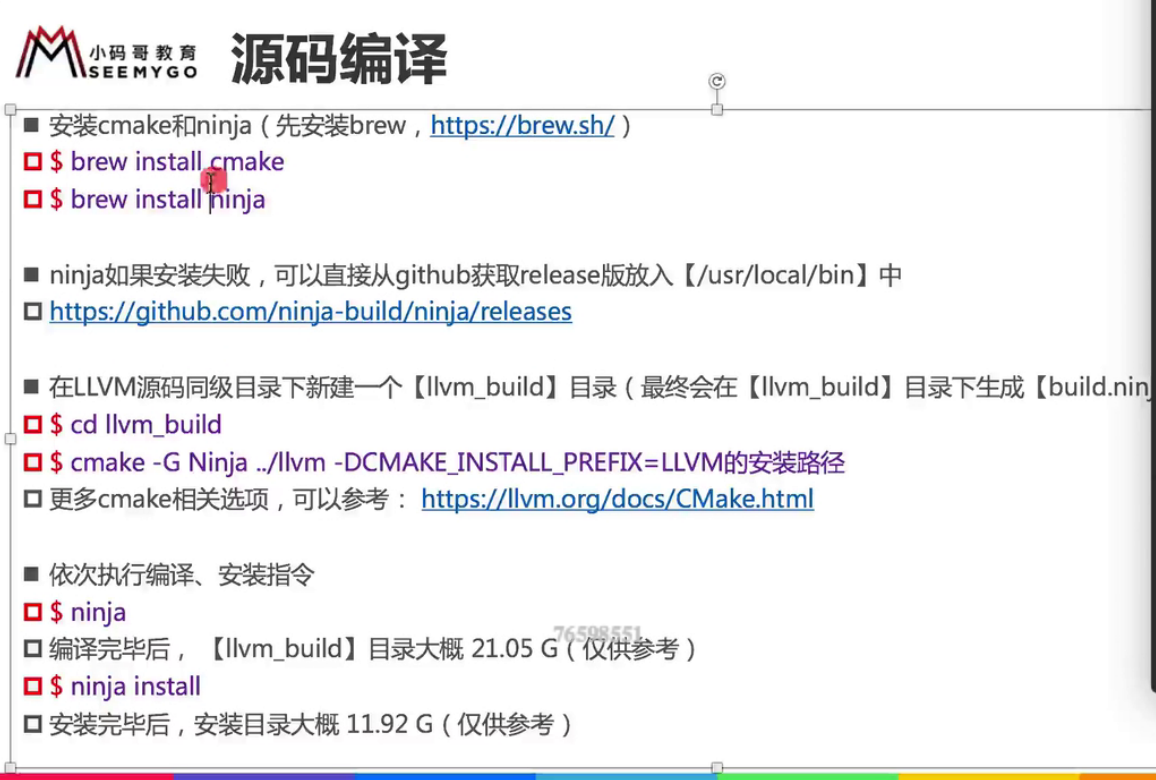 小码哥教育
SEEMYGO
源码编译
安装cmake和ninja（先安装brew，https://brew.sh/）
$ brew install cmake
$ brew install ninja
ninja如果安装失败，可以直接从github获取release版放入【/usr/local/bin】中
https://github.com/ninja-build/ninja/releases
在LLVM源码同级目录下新建一个【llvm_build】目录（最终会在【llvm_build】目录下生成【build.nin
$ cd llvm_build
$ cmake -G Ninja ../llvm -DCMAKE_INSTALL_PREFIX=LLVM的安装路径
更多cmake相关选项，可以参考： https://llvm.org/docs/CMake.html
依次执行编译、安装指令
$ ninja
76598551
编译完毕后， 【llvm_build】目录大概 21.05 G（仅供参考）
$ ninja install
安装完毕后，安装目录大概 11.92 G（仅供参考）